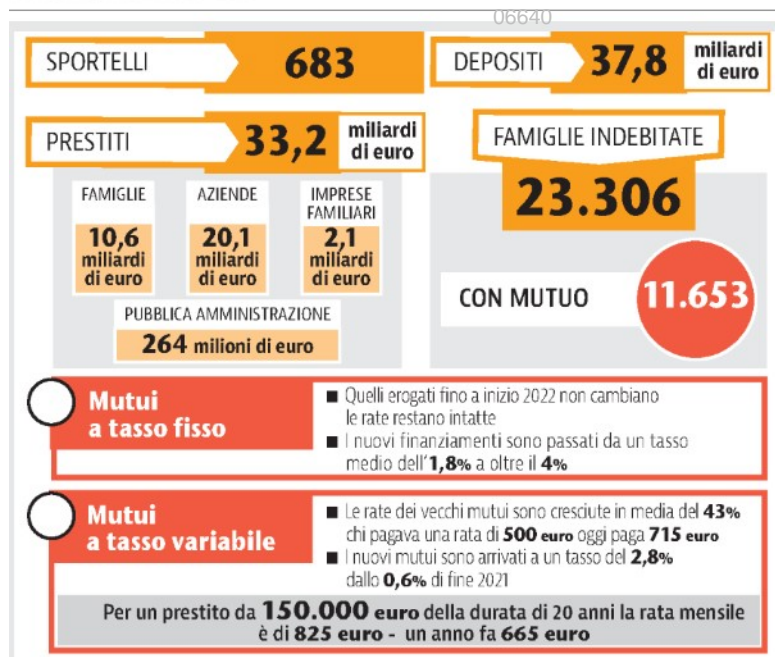 06640
SPORTELLI
683
DEPOSITI
37,8
miliardi
di euro
PRESTITI
33,2
miliardi
di euro
FAMIGLIE INDEBITATE
23.306
FAMIGLIE
10,6
miliardi
di euro
AZIENDE
20,1
miliardi
di euro
IMPRESE
FAMILIARI
2,1
miliardi
di euro
PUBBLICA AMMINISTRAZIONE
264 milioni di euro
CON MUTUO
11.653
Mutui
a tasso fisso
■ Quelli erogati fino a inizio 2022 non cambiano
le rate restano intatte
■ I nuovi finanziamenti sono passati da un tasso
medio dell'1,8% a oltre il 4%
Mutui
a tasso variabile
■ Le rate dei vecchi mutui sono cresciute in media del 43%
chi pagava una rata di 500 euro oggi paga 715 euro
■ I nuovi mutui sono arrivati a un tasso del 2,8%
dallo 0,6% di fine 2021
Per un prestito da 150.000 euro della durata di 20 anni la rata mensile
è di 825 euro - un anno fa 665 euro